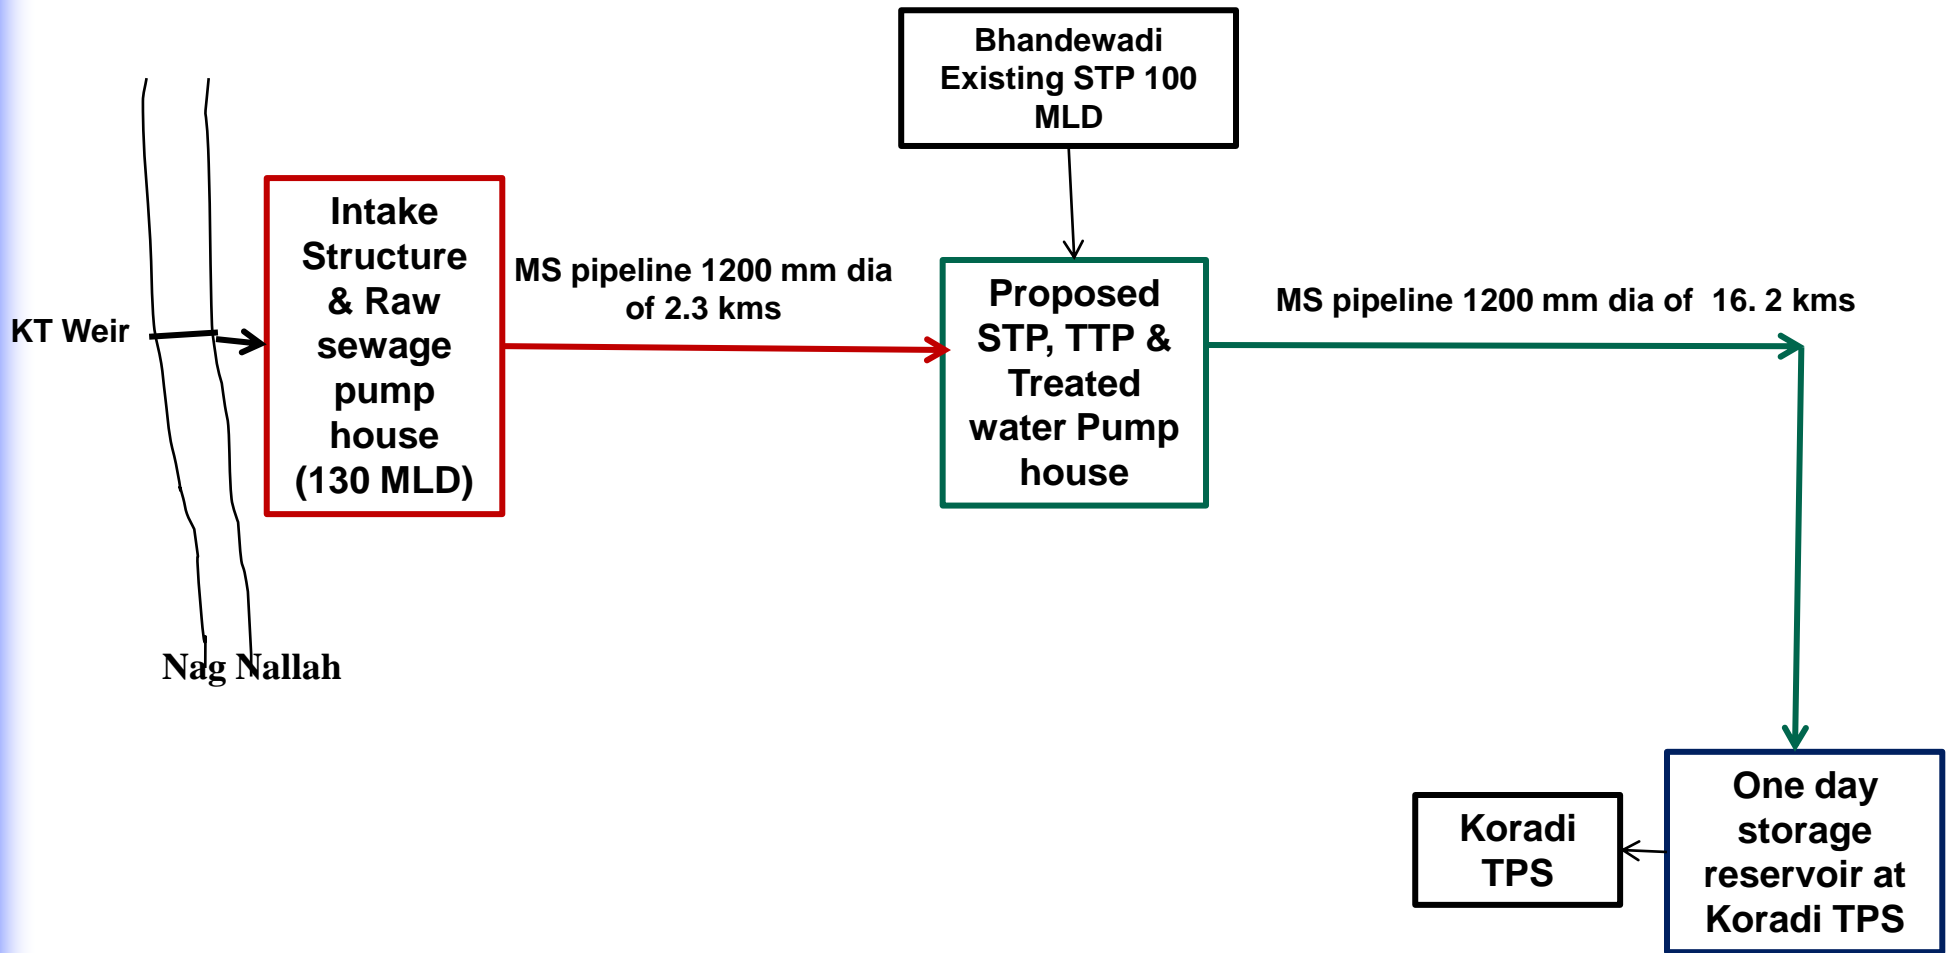 Bhandewadi
Existing STP 100
MLD
KT Weir
Intake
Structure
& Raw
sewage
pump
house
(130 MLD)
MS pipeline 1200 mm dia
of 2.3 kms
Proposed
STP, TTP &
Treated
water Pump
house
MS pipeline 1200 mm dia of 16. 2 kms
Nag Nallah
Koradi
TPS
One day
storage
reservoir at
Koradi TPS